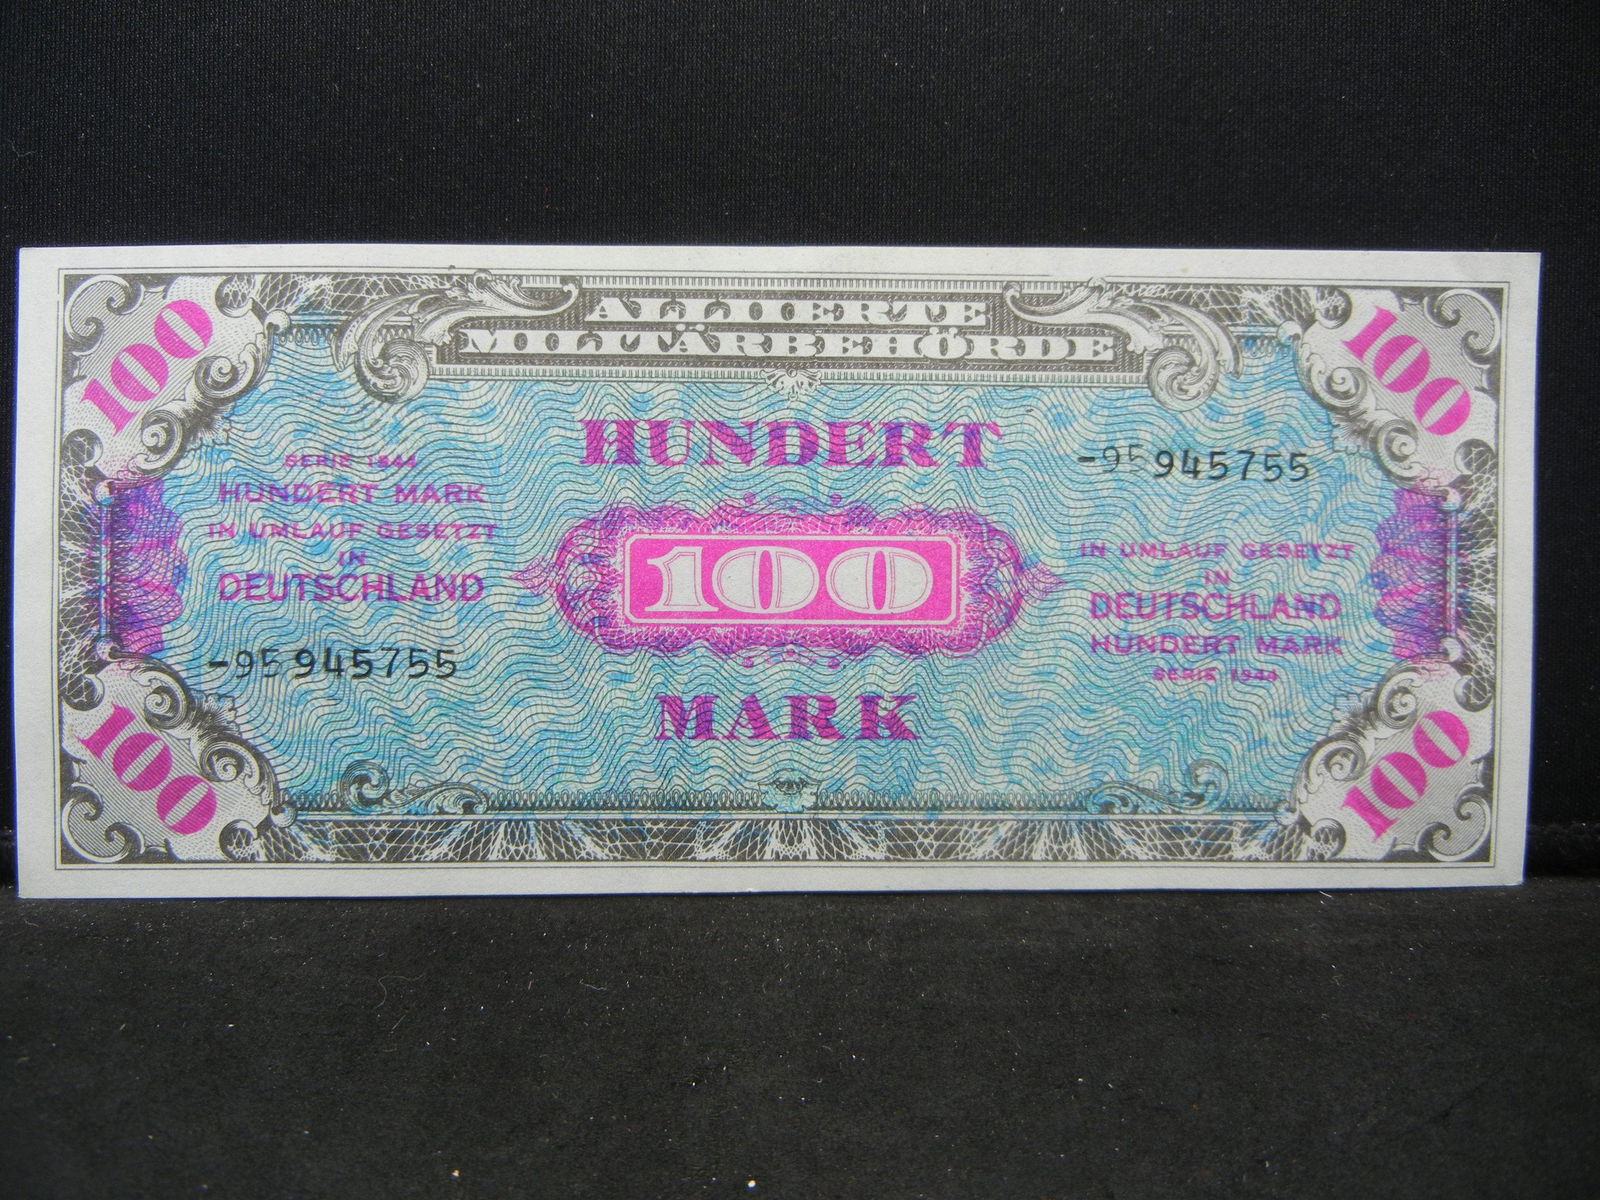 ALLIIERTE
MILITÄRBEHÖRDE
100
100
HUNDERT
-95945755
SERIE 1944
HUNDERT MARK
IN UMLAUF GESETZT
IN
DEUTSCHLAND
100
IN UMLAUF GESETZT
IN
DEUTSCHLAND
HUNDERT MARK
SERIE 1944
-95945755
MARK
100
100